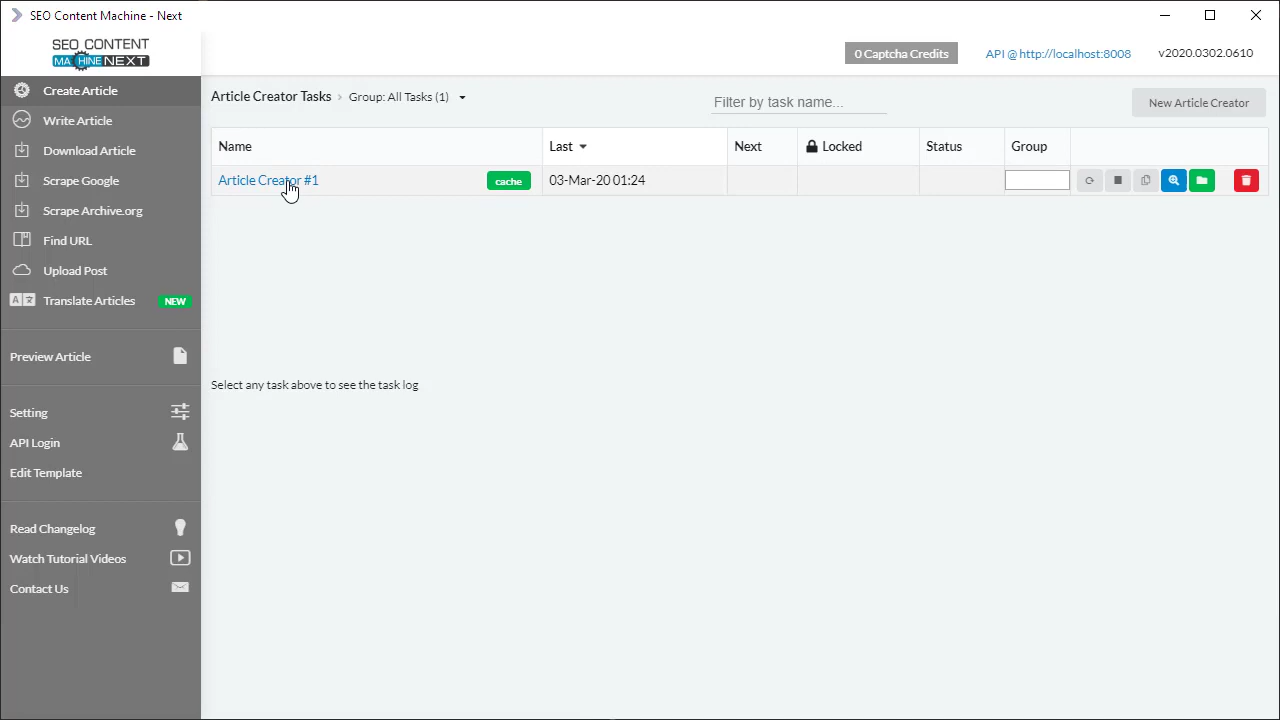 SEO Content Machine - Next
SEO CONTENT
MACHINE NEXT
0 Captcha Credits
API @ http://localhost:8008
v2020.0302.0610
Create Article
Write Article
Download Article
Scrape Google
Scrape Archive.org
Find URL
Upload Post
Translate Articles NEW
Preview Article
Setting
API Login
Edit Template
Read Changelog
Watch Tutorial Videos
Contact Us
Article Creator Tasks › Group: All Tasks (1)
Filter by task name...
New Article Creator
Name Last Next Locked Status Group
Article Creator #1 cache 03-Mar-20 01:24
Select any task above to see the task log